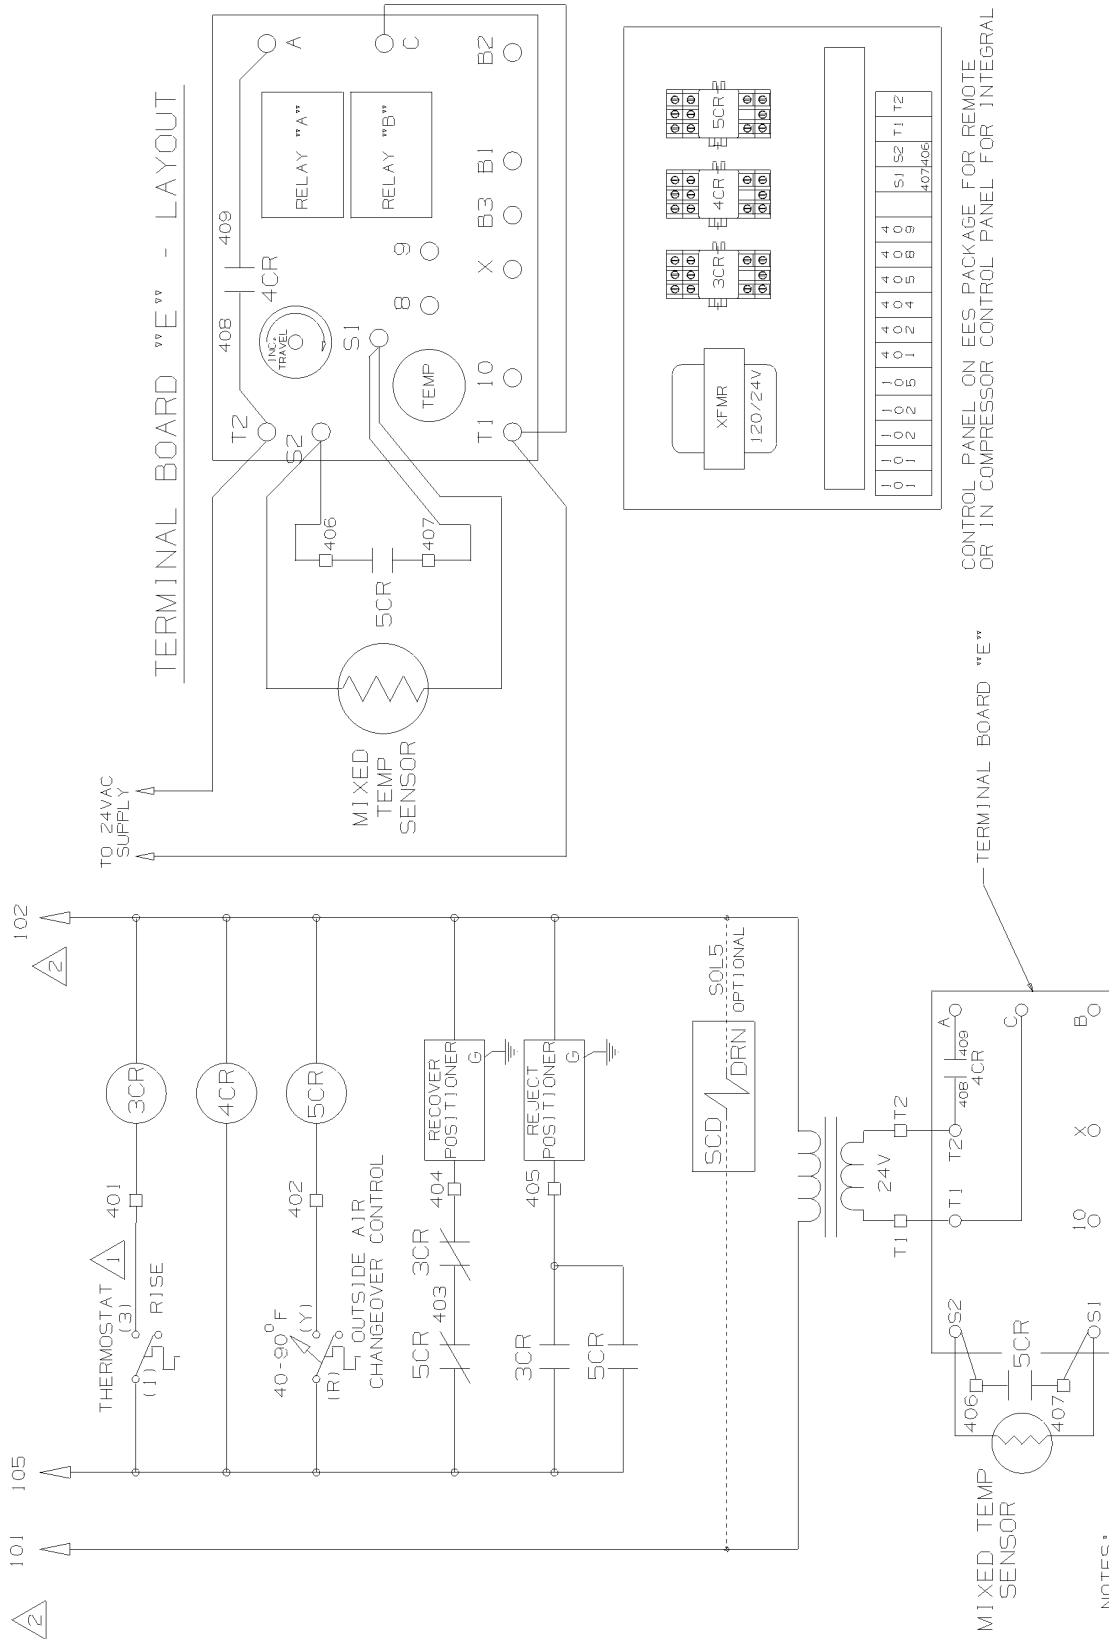 101
105
102
2
2
THERMOSTAT
1
(1)
(3)
RISE
401
3CR
4CR
40-90°F
(R)
(Y)
402
5CR
OUTSIDE AIR
CHANGEOVER CONTROL
5CR
403
3CR
404
RECOVER
POSITIONER
G
3CR
405
REJECT
POSITIONER
G
5CR
SCD
DRN
SOL5
OPTIONAL
24V
T1
T2
MIXED TEMP
SENSOR
406
407
5CR
S2
S1
T1
T2
408
409
4CR
A
C
10
X
B
TERMINAL BOARD "E"
NOTES:
TERMINAL BOARD "E" - LAYOUT
TO 24VAC
SUPPLY
MIXED
TEMP
SENSOR
406
5CR
407
T2
S2
408
409
4CR
A
INC.
TRAVEL
S1
RELAY "A"
RELAY "B"
C
TEMP
8
9
T1
10
X
B3
B1
B2
XFMR
120/24V
3CR
4CR
5CR
101
101
102
102
105
401
402
404
405
408
409
S1 S2 T1 T2
407 406
CONTROL PANEL ON EES PACKAGE FOR REMOTE
OR IN COMPRESSOR CONTROL PANEL FOR INTEGRAL